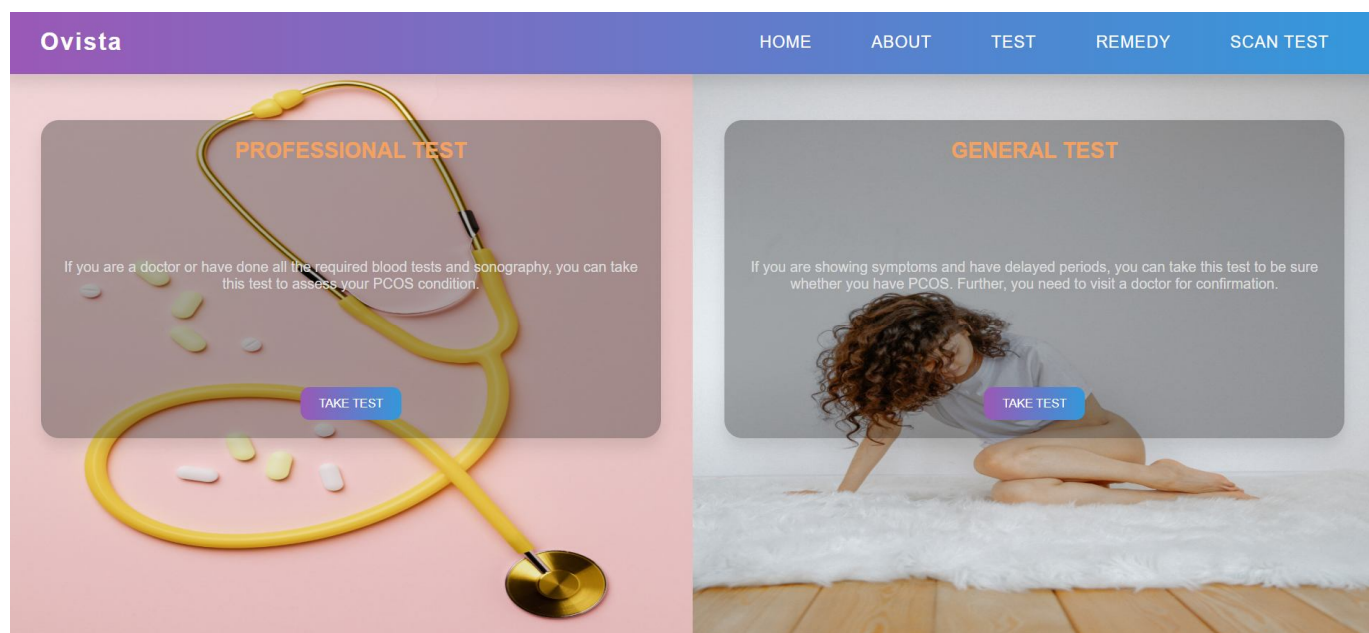 Ovista
HOME
ABOUT
TEST
REMEDY
SCAN TEST
PROFESSIONAL TEST
If you are a doctor or have done all the required blood tests and sonography, you can take
this test to assess your PCOS condition.
TAKE TEST
GENERAL TEST
If you are showing symptoms and have delayed periods, you can take this test to be sure
whether you have PCOS. Further, you need to visit a doctor for confirmation.
TAKE TEST